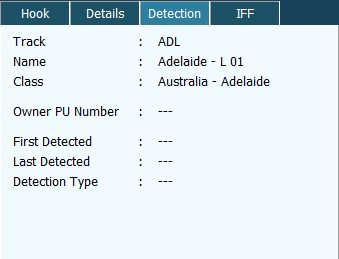 Hook Details Detection IFF
Track : ADL
Name : Adelaide - L 01
Class : Australia - Adelaide
Owner PU Number : ---
First Detected : ---
Last Detected : ---
Detection Type : ---